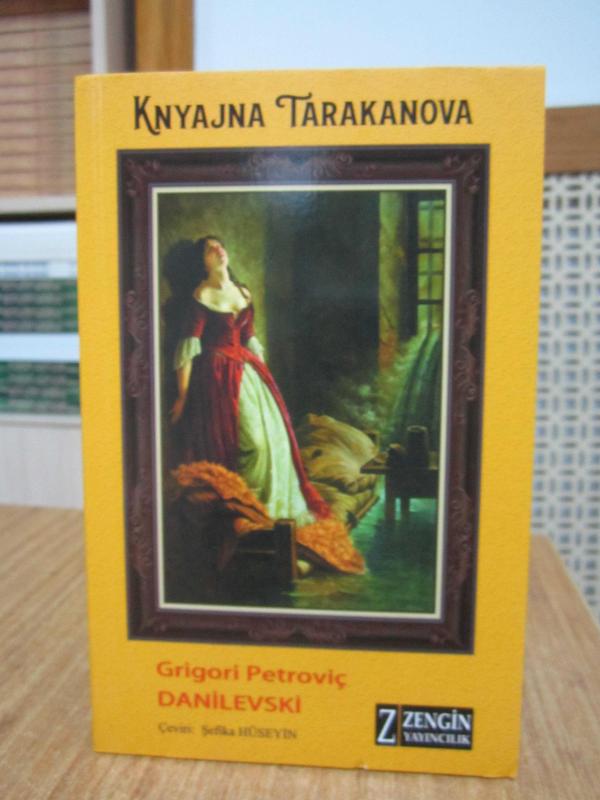 KNYAJNA TARAKANOVA
Grigori Petroviç
DANİLEVSKİ
Çeviri: Şefika HÜSEYİN
Z ZENGİN
YAYINCILIK